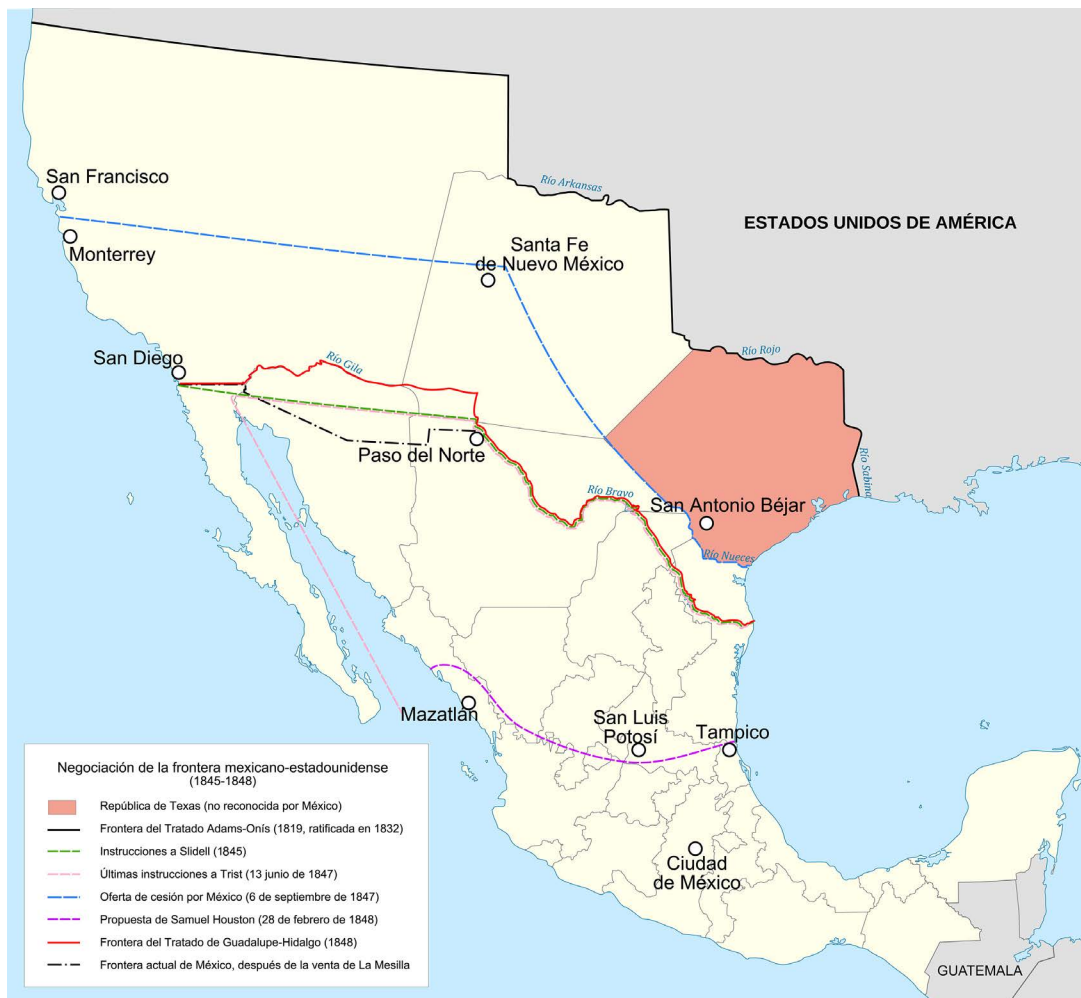 San Francisco
Monterrey
San Diego
Río Arkansas
ESTADOS UNIDOS DE AMÉRICA
Santa Fe
de Nuevo México
Río Gila
Río Rojo
Río Sabina
Paso del Norte
Río Bravo
San Antonio Béjar
Río Nueces
Mazatlán
San Luis
Potosí
Tampico
Ciudad
de México
GUATEMALA
Negociación de la frontera mexicano-estadounidense
(1845-1848)
República de Texas (no reconocida por México)
Frontera del Tratado Adams-Onís (1819, ratificada en 1832)
Instrucciones a Slidell (1845)
Últimas instrucciones a Trist (13 junio de 1847)
Oferta de cesión por México (6 de septiembre de 1847)
Propuesta de Samuel Houston (28 de febrero de 1848)
Frontera del Tratado de Guadalupe-Hidalgo (1848)
Frontera actual de México, después de la venta de La Mesilla